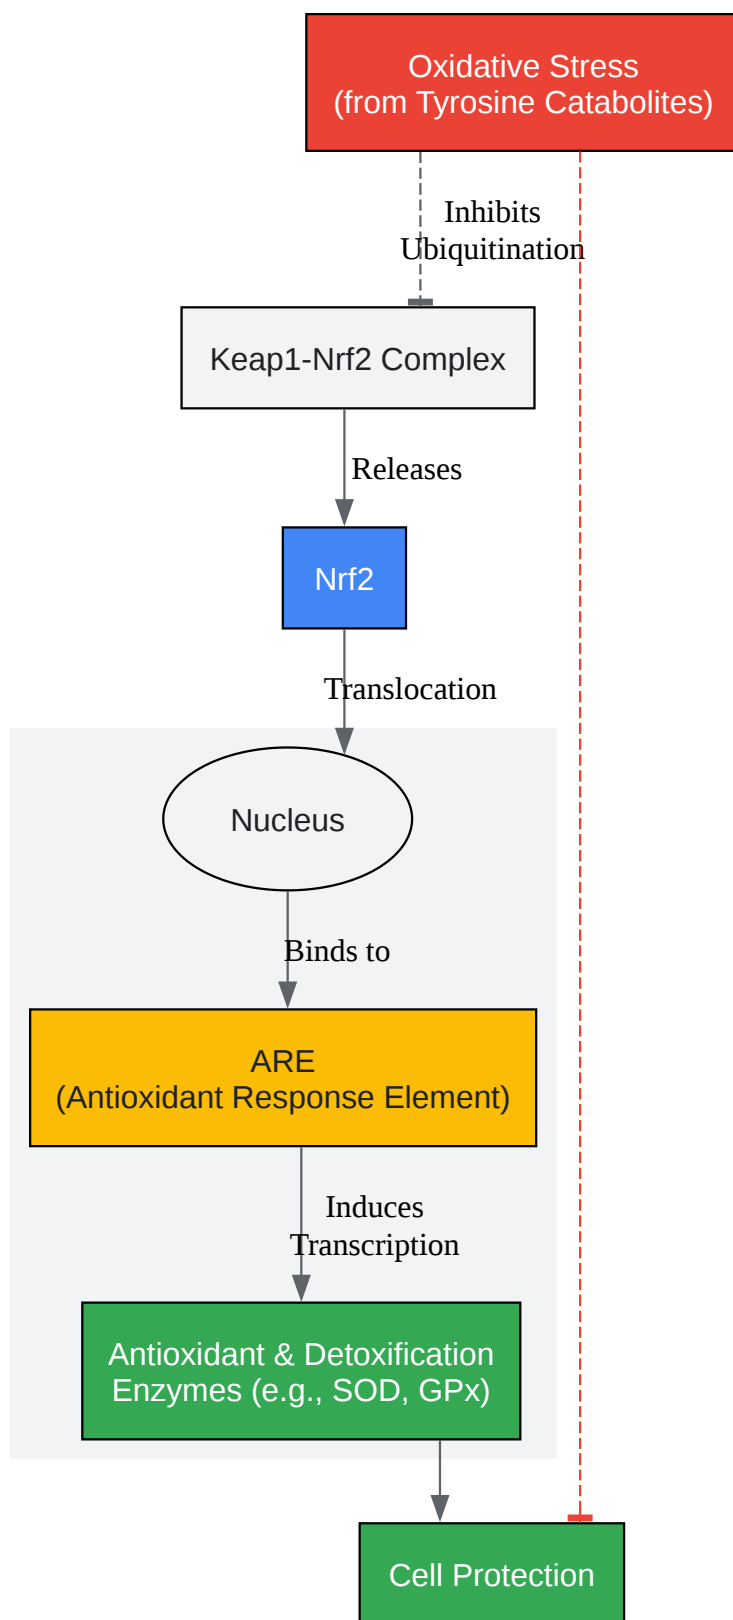 Oxidative Stress
(from Tyrosine Catabolites)
Inhibits
Ubiquitination
Keap1-Nrf2 Complex
Releases
Nrf2
Translocation
Nucleus
Binds to
ARE
(Antioxidant Response Element)
Induces
Transcription
Antioxidant & Detoxification
Enzymes (e.g., SOD, GPx)
Cell Protection